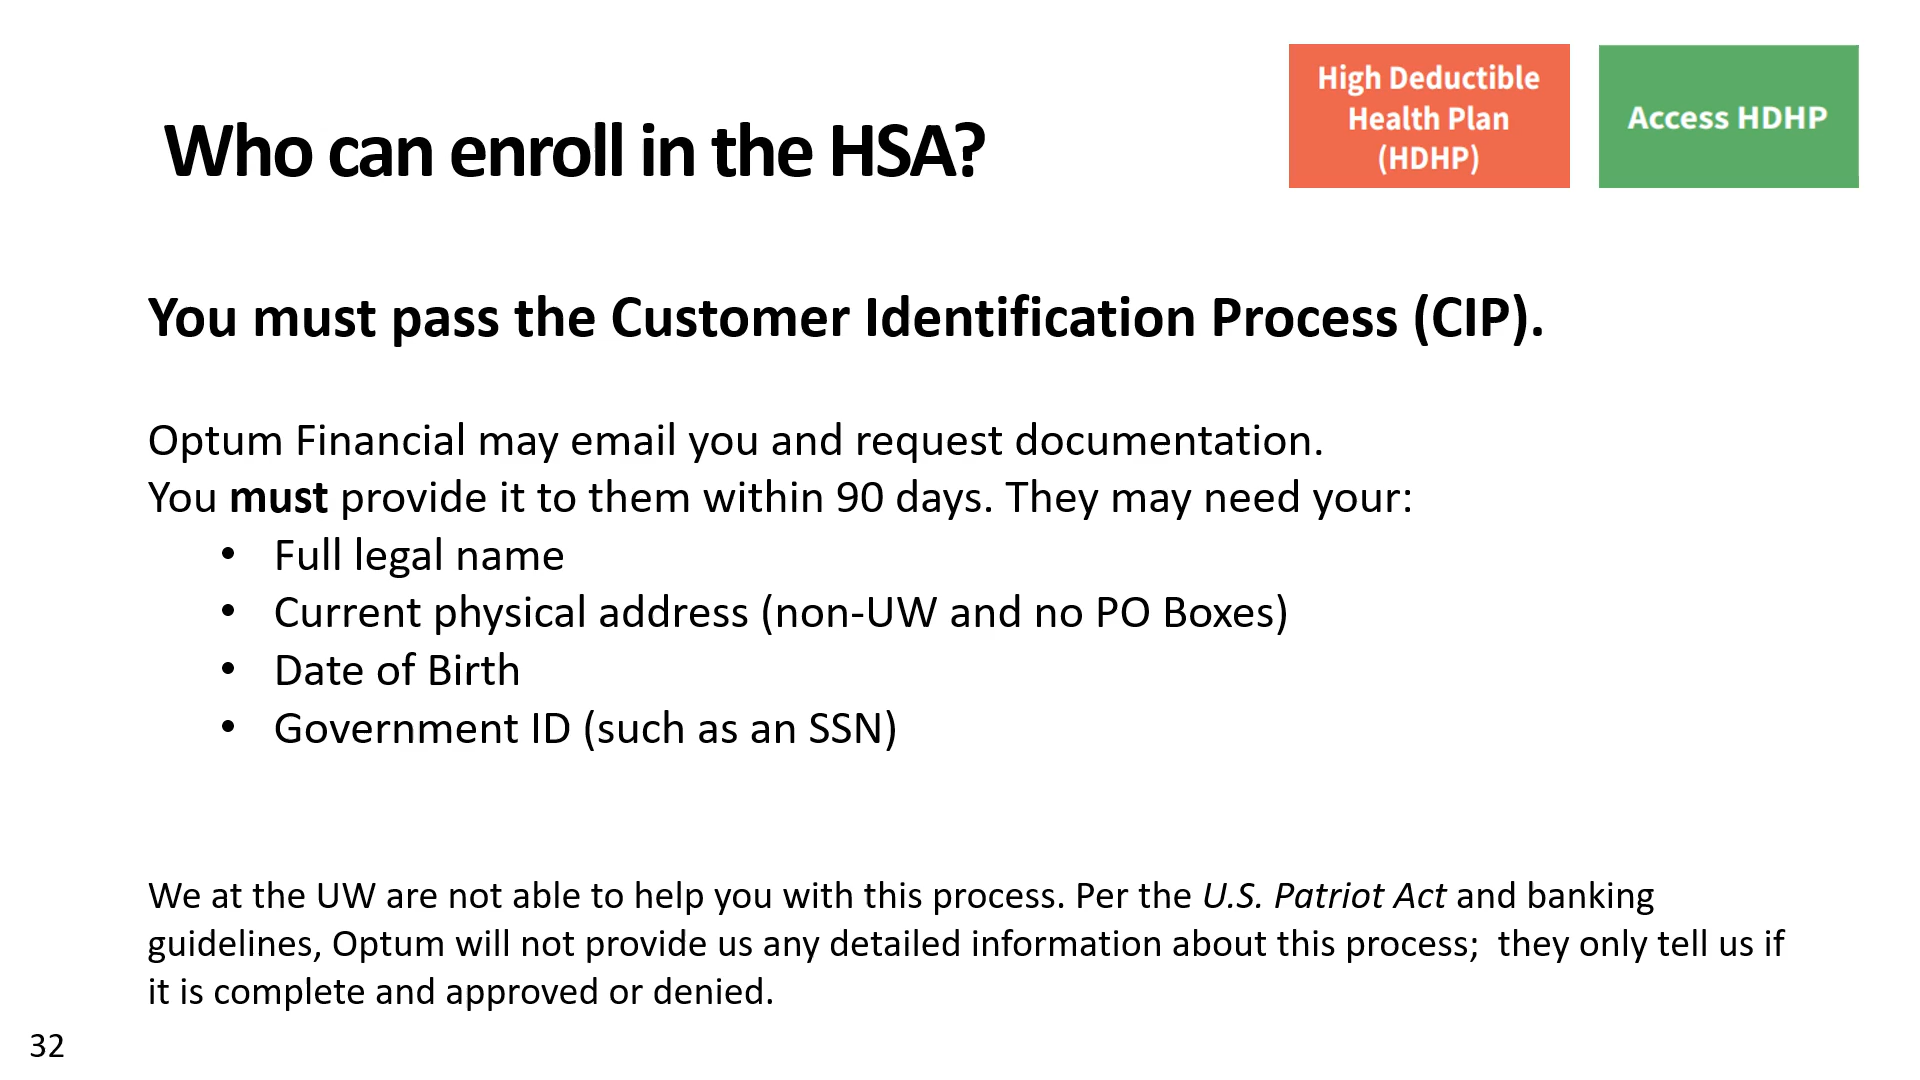 Who can enroll in the HSA?
High Deductible
Health Plan
(HDHP)
Access HDHP
You must pass the Customer Identification Process (CIP).
Optum Financial may email you and request documentation.
You must provide it to them within 90 days. They may need your:
• Full legal name
• Current physical address (non-UW and no PO Boxes)
• Date of Birth
• Government ID (such as an SSN)
We at the UW are not able to help you with this process. Per the U.S. Patriot Act and banking
guidelines, Optum will not provide us any detailed information about this process;  they only tell us if
it is complete and approved or denied.
32